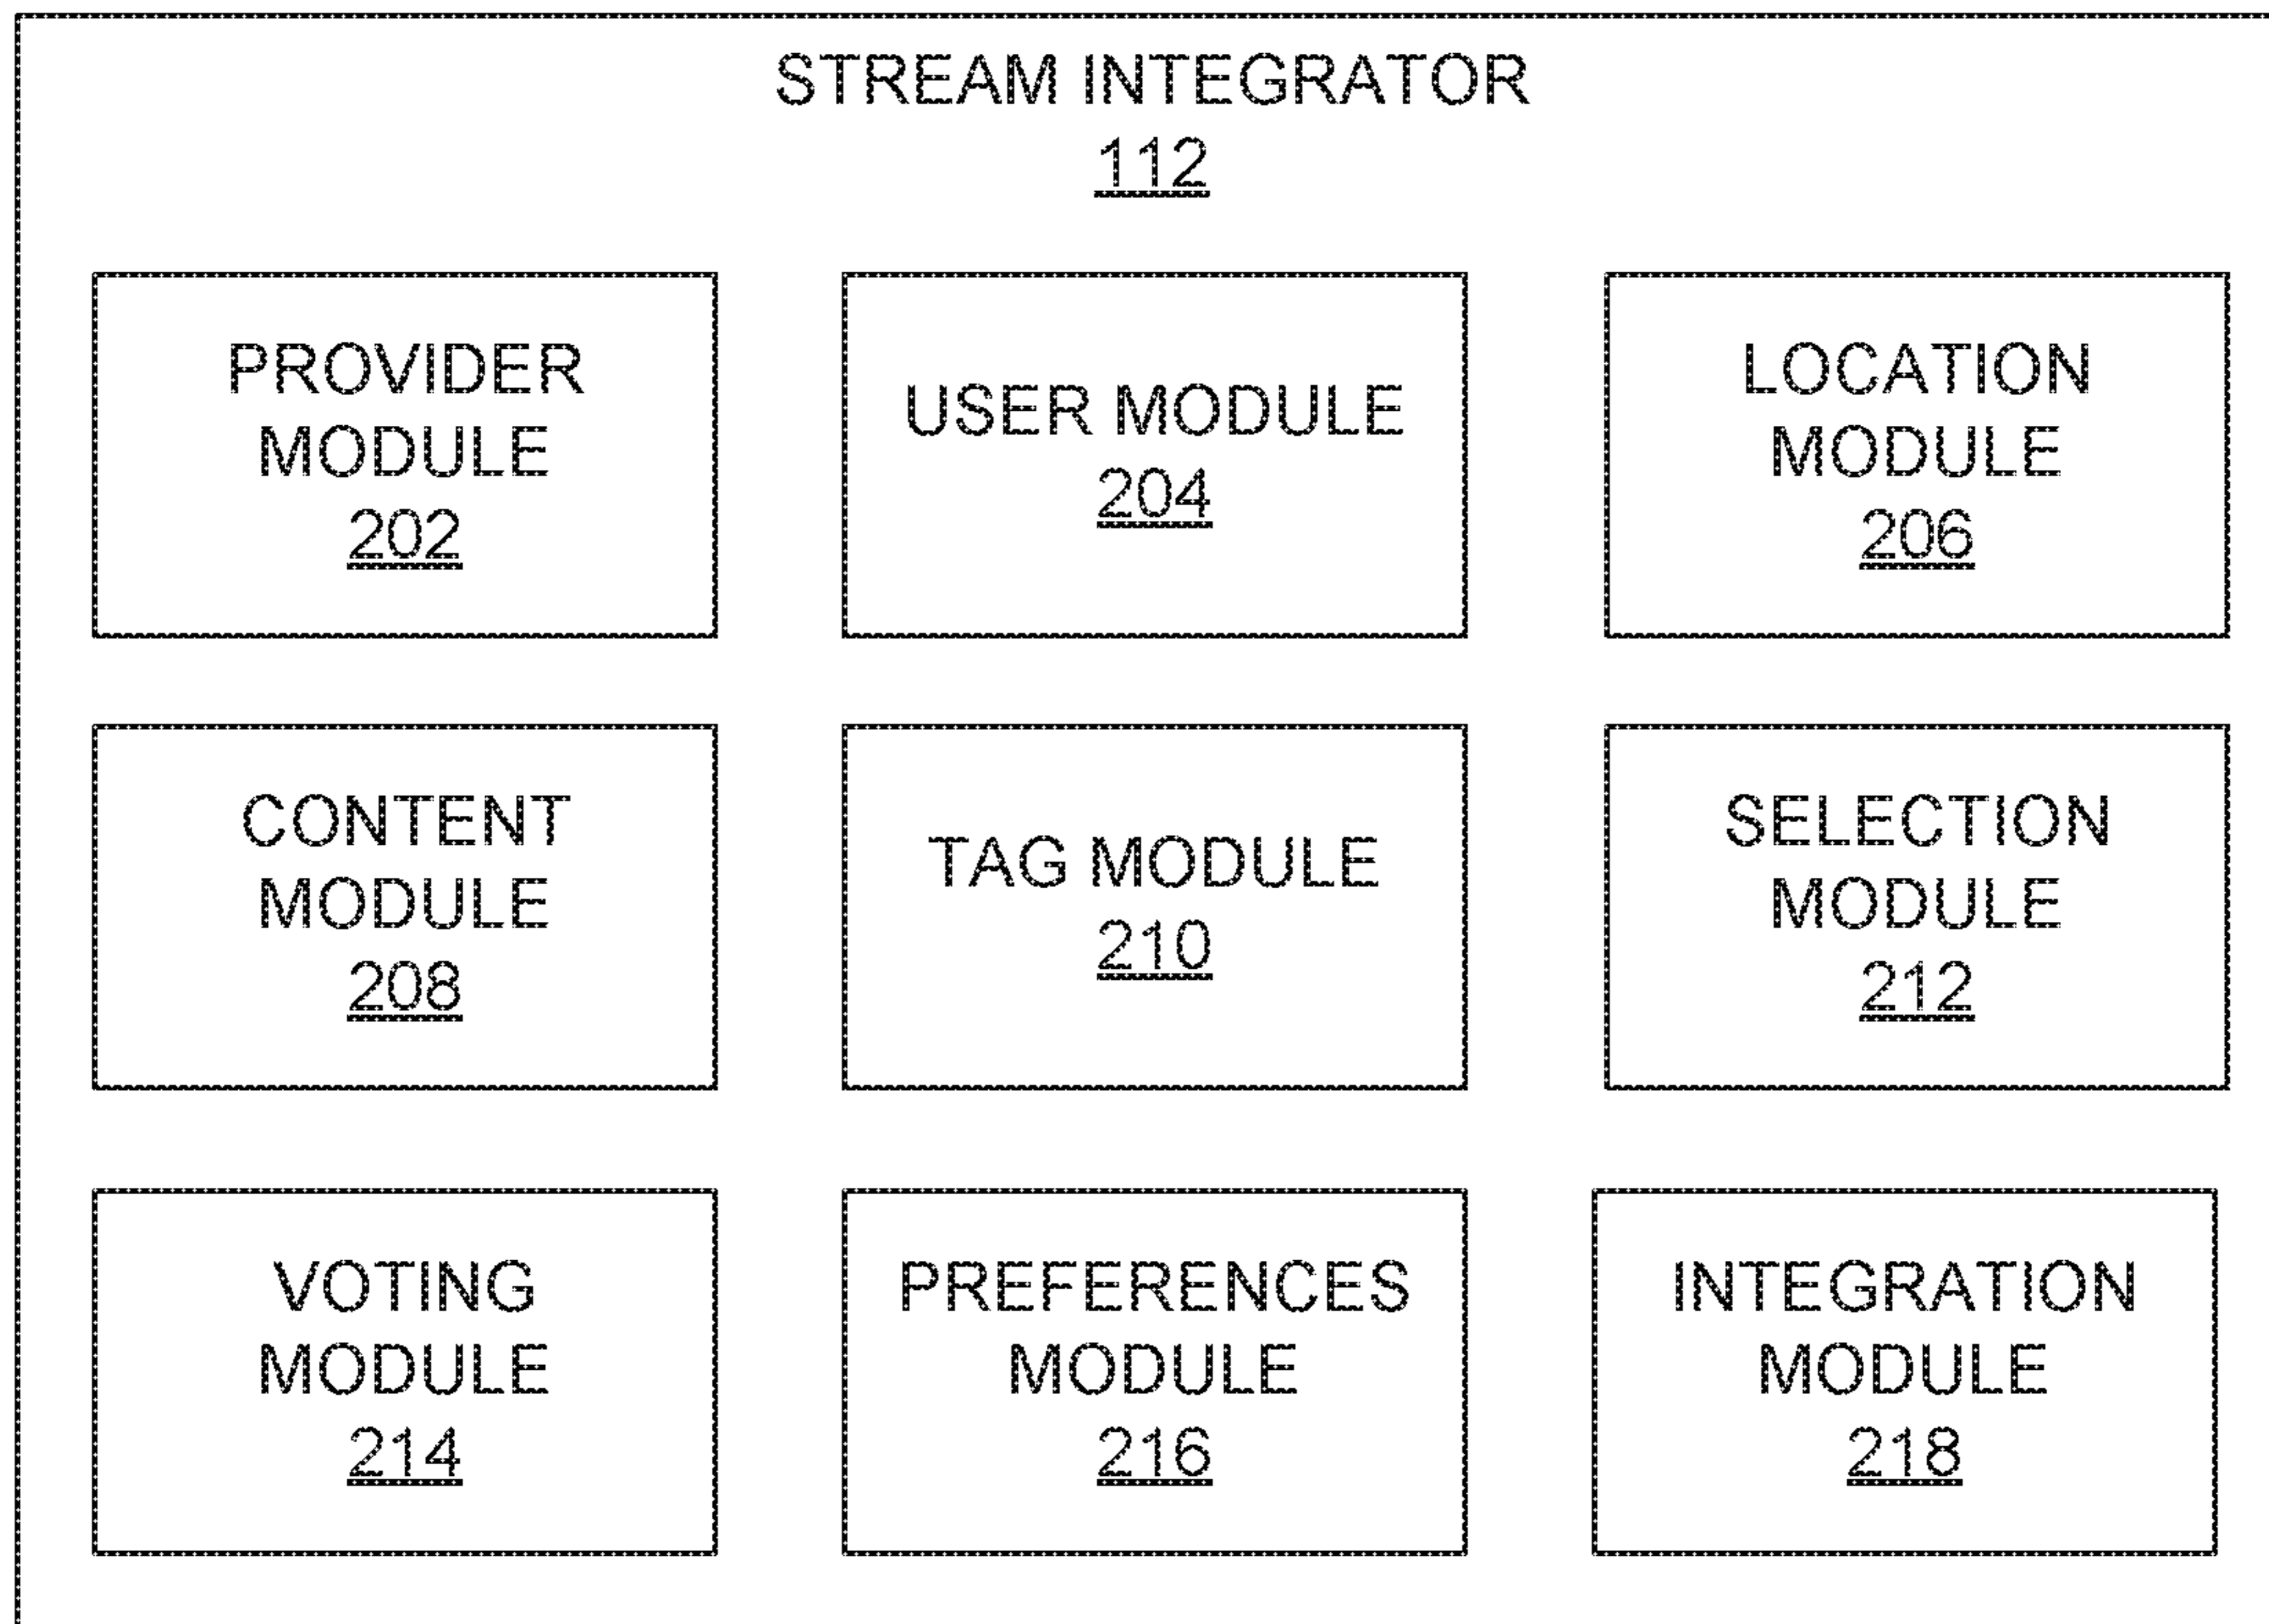 STREAM INTEGRATOR
112
PROVIDER
MODULE
202
USER MODULE
204
LOCATION
MODULE
206
CONTENT
MODULE
208
TAG MODULE
210
SELECTION
MODULE
212
VOTING
MODULE
214
PREFERENCES
MODULE
216
INTEGRATION
MODULE
218